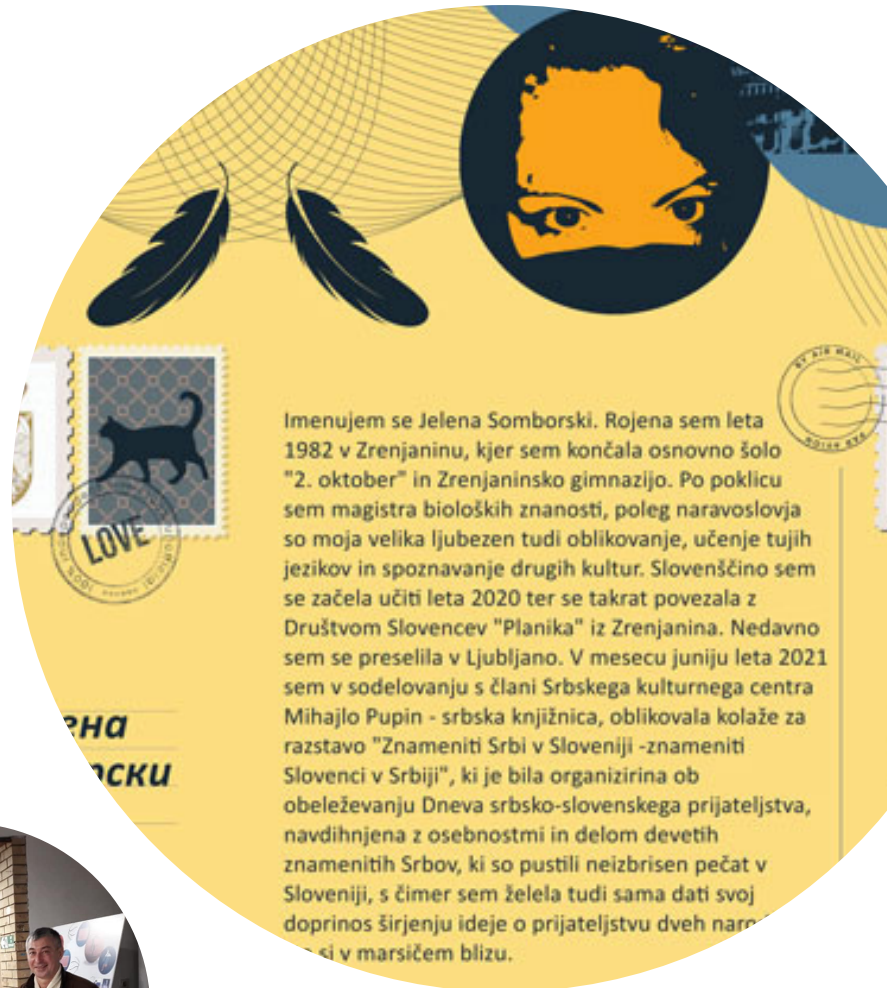 BY AIR MAIL
PAR AVION
LOVE
Imenujem se Jelena Somborski. Rojena sem leta
1982 v Zrenjaninu, kjer sem končala osnovno šolo
"2. oktober" in Zrenjaninsko gimnazijo. Po poklicu
sem magistra bioloških znanosti, poleg naravoslovja
so moja velika ljubezen tudi oblikovanje, učenje tujih
jezikov in spoznavanje drugih kultur. Slovenščino sem
se začela učiti leta 2020 ter se takrat povezala z
Društvom Slovencev "Planika" iz Zrenjanina. Nedavno
sem se preselila v Ljubljano. V mesecu juniju leta 2021
sem v sodelovanju s člani Srbskega kulturnega centra
Mihajlo Pupin - srbska knjižnica, oblikovala kolaže za
razstavo "Znameniti Srbi v Sloveniji -znameniti
Slovenci v Srbiji", ki je bila organizirina ob
obeleževanju Dneva srbsko-slovenskega prijateljstva,
navdihnjena z osebnostmi in delom devetih
znamenitih Srbov, ki so pustili neizbrisen pečat v
Sloveniji, s čimer sem želela tudi sama dati svoj
doprinos širjenju ideje o prijateljstvu dveh
si v marsičem blizu.